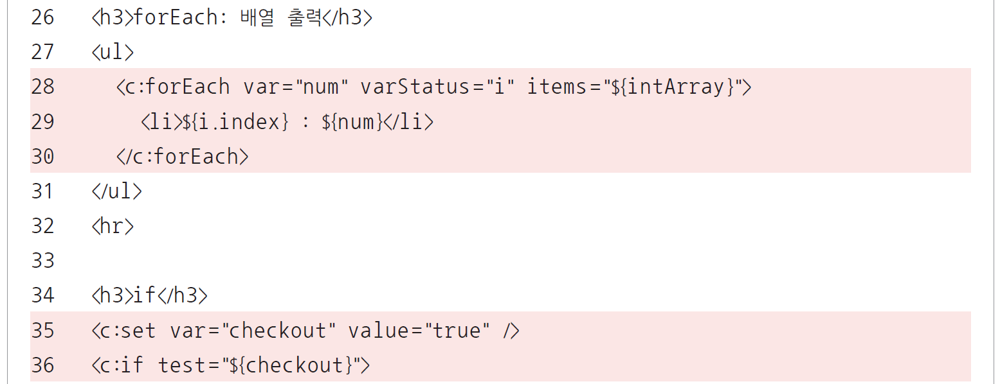 26 <h3>forEach: 배열 출력</h3>
27 <ul>
28 <c:forEach var="num" varStatus="i" items="${intArray}">
29 <li>${i.index} : ${num}</li>
30 </c:forEach>
31 </ul>
32 <hr>
33
34 <h3>if</h3>
35 <c:set var="checkout" value="true" />
36 <c:if test="${checkout}">